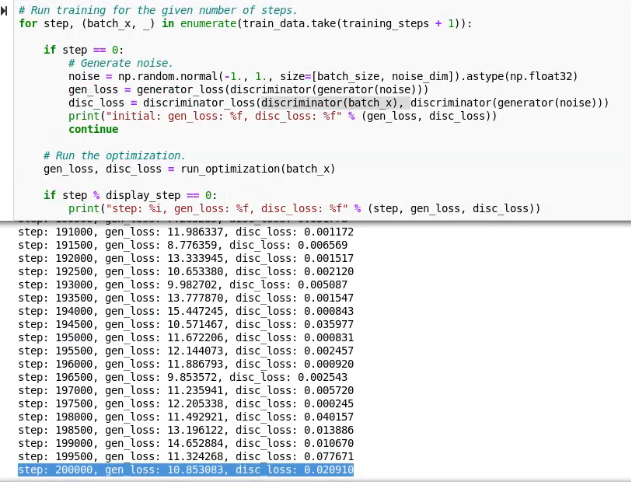 # Run training for the given number of steps.
for step, (batch_x, _) in enumerate(train_data.take(training_steps + 1)):
if step == 0:
# Generate noise.
noise = np.random.normal(-1., 1., size=[batch_size, noise_dim]).astype(np.float32)
gen_loss = generator_loss(discriminator(generator(noise)))
disc_loss = discriminator_loss(discriminator(batch_x), discriminator(generator(noise)))
print("initial: gen_loss: %f, disc_loss: %f" % (gen_loss, disc_loss))
continue
# Run the optimization.
gen_loss, disc_loss = run_optimization(batch_x)
if step % display_step == 0:
print("step: %i, gen_loss: %f, disc_loss: %f" % (step, gen_loss, disc_loss))
step: 191000, gen_loss: 11.986337, disc_loss: 0.001172
step: 191500, gen_loss: 8.776359, disc_loss: 0.006569
step: 192000, gen_loss: 13.333945, disc_loss: 0.001517
step: 192500, gen_loss: 10.653380, disc_loss: 0.002120
step: 193000, gen_loss: 9.982702, disc_loss: 0.005087
step: 193500, gen_loss: 13.777870, disc_loss: 0.001547
step: 194000, gen_loss: 15.447245, disc_loss: 0.000843
step: 194500, gen_loss: 10.571467, disc_loss: 0.035977
step: 195000, gen_loss: 11.672206, disc_loss: 0.000831
step: 195500, gen_loss: 12.144073, disc_loss: 0.002457
step: 196000, gen_loss: 11.886793, disc_loss: 0.000920
step: 196500, gen_loss: 9.853572, disc_loss: 0.002543
step: 197000, gen_loss: 11.235941, disc_loss: 0.005720
step: 197500, gen_loss: 12.205338, disc_loss: 0.000245
step: 198000, gen_loss: 11.492921, disc_loss: 0.040157
step: 198500, gen_loss: 13.196122, disc_loss: 0.013886
step: 199000, gen_loss: 14.652884, disc_loss: 0.010670
step: 199500, gen_loss: 11.324268, disc_loss: 0.077671
step: 200000, gen_loss: 10.853083, disc_loss: 0.020910